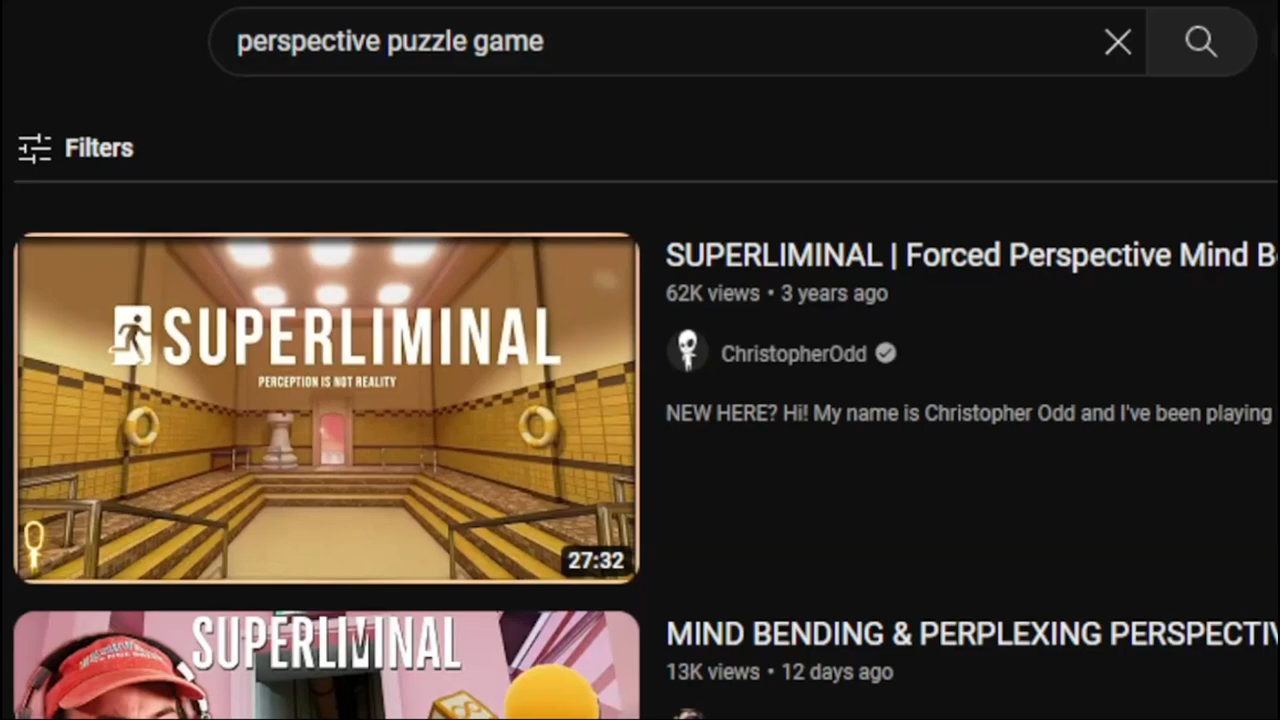 perspective puzzle game
Filters
SUPERLIMINAL
PERCEPTION IS NOT REALITY
27:32
SUPERLIMINAL | Forced Perspective Mind B
62K views • 3 years ago
ChristopherOdd
NEW HERE? Hi! My name is Christopher Odd and I've been playing
SUPERLIMINAL
MIND BENDING & PERPLEXING PERSPECTIV
13K views • 12 days ago